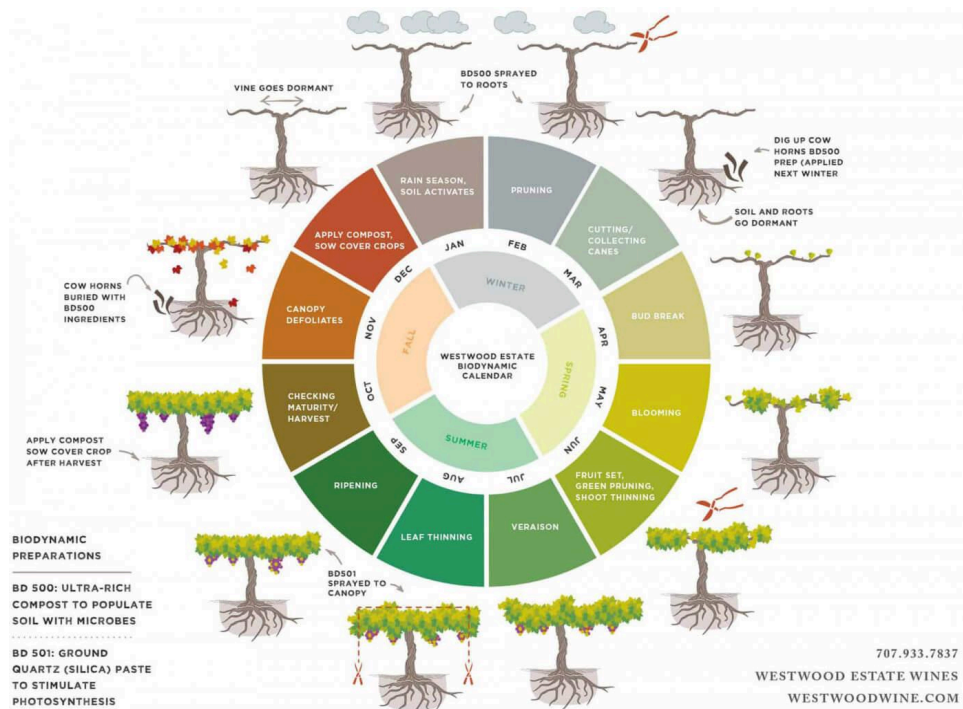 BD500 SPRAYED
TO ROOTS
VINE GOES DORMANT
DIG UP COW
HORNS BD500
PREP (APPLIED
NEXT WINTER
SOIL AND ROOTS
GO DORMANT
RAIN SEASON,
SOIL ACTIVATES
PRUNING
CUTTING/
COLLECTING
CANES
BUD BREAK
BLOOMING
FRUIT SET,
GREEN PRUNING,
SHOOT THINNING
VERAISON
LEAF THINNING
RIPENING
CHECKING
MATURITY/
HARVEST
CANOPY
DEFOLIATES
APPLY COMPOST,
SOW COVER CROPS
JAN
FEB
MAR
APR
MAY
JUN
JUL
AUG
SEP
OCT
NOV
DEC
WINTER
SPRING
SUMMER
FALL
WESTWOOD ESTATE
BIODYNAMIC
CALENDAR
COW HORNS
BURIED WITH
BD500
INGREDIENTS
APPLY COMPOST
SOW COVER CROP
AFTER HARVEST
BD501
SPRAYED TO
CANOPY
BIODYNAMIC
PREPARATIONS
BD 500: ULTRA-RICH
COMPOST TO POPULATE
SOIL WITH MICROBES
BD 501: GROUND
QUARTZ (SILICA) PASTE
TO STIMULATE
PHOTOSYNTHESIS
707.933.7837
WESTWOOD ESTATE WINES
WESTWOODWINE.COM